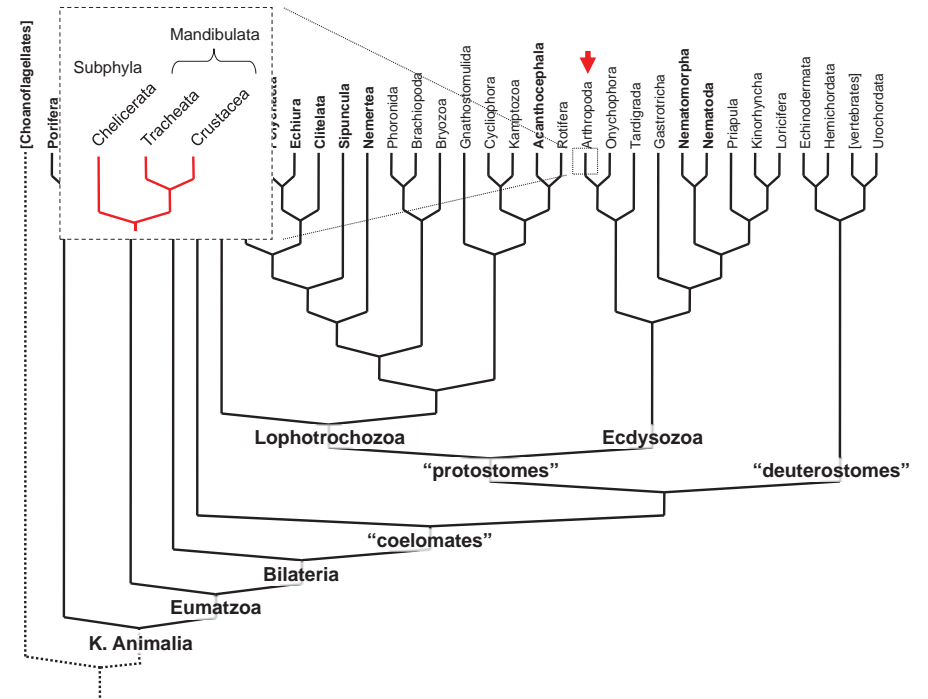 Mandibulata
Subphyla
Chelicerata
Tracheata
Crustacea
[Choanoflagellates]
Porifera
Echiura
Clitelata
Sipuncula
Nemertea
Phoronida
Brachiopoda
Bryozoa
Gnathostomulida
Cycliophora
Kamptozoa
Acanthocephala
Rotifera
Arthropoda
Onychophora
Tardigrada
Gastrotricha
Nematomorpha
Nematoda
Priapula
Kinorhyncha
Loricifera
Echinodermata
Hemichordata
[vertebrates]
Urochordata
Lophotrochozoa
Ecdysozoa
“protostomes”
“deuterostomes”
“coelomates”
Bilateria
Eumatzoa
K. Animalia